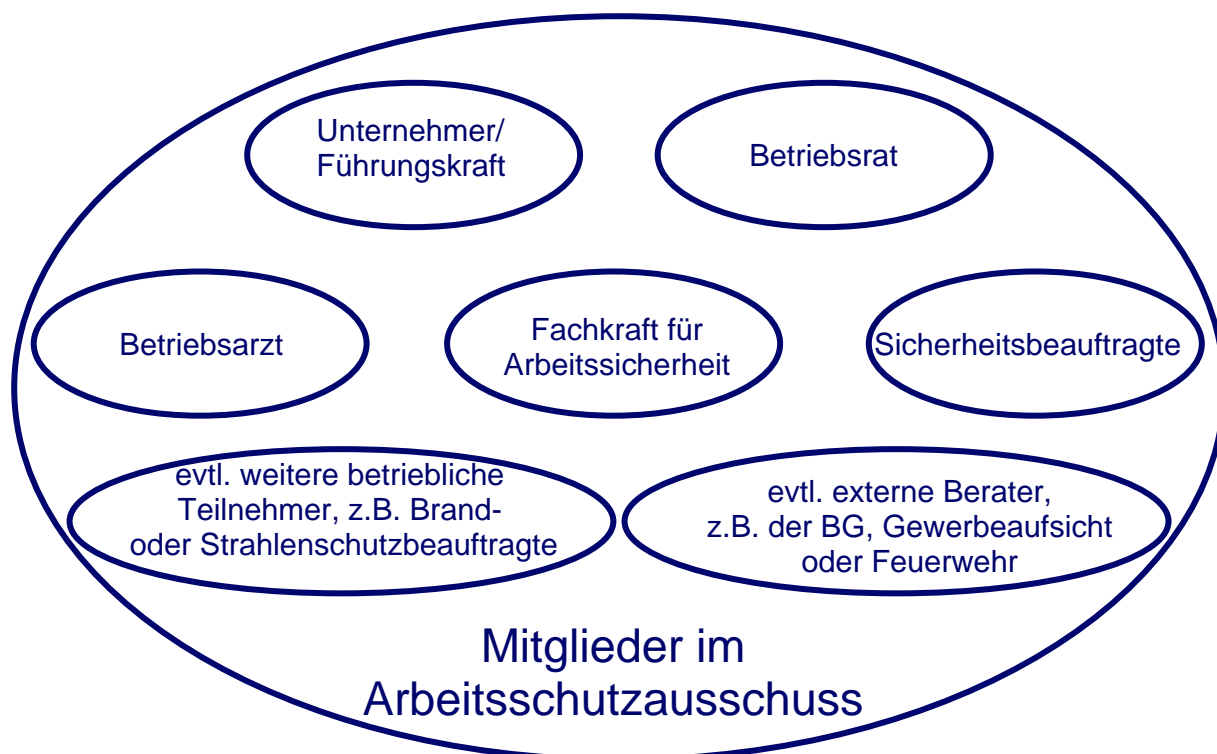 Unternehmer/
Führungskraft
Betriebsrat
Betriebsarzt
Fachkraft für
Arbeitssicherheit
Sicherheitsbeauftragte
evtl. weitere betriebliche
Teilnehmer, z.B. Brand-
oder Strahlenschutzbeauftragte
evtl. externe Berater,
z.B. der BG, Gewerbeaufsicht
oder Feuerwehr
Mitglieder im
Arbeitsschutzausschuss